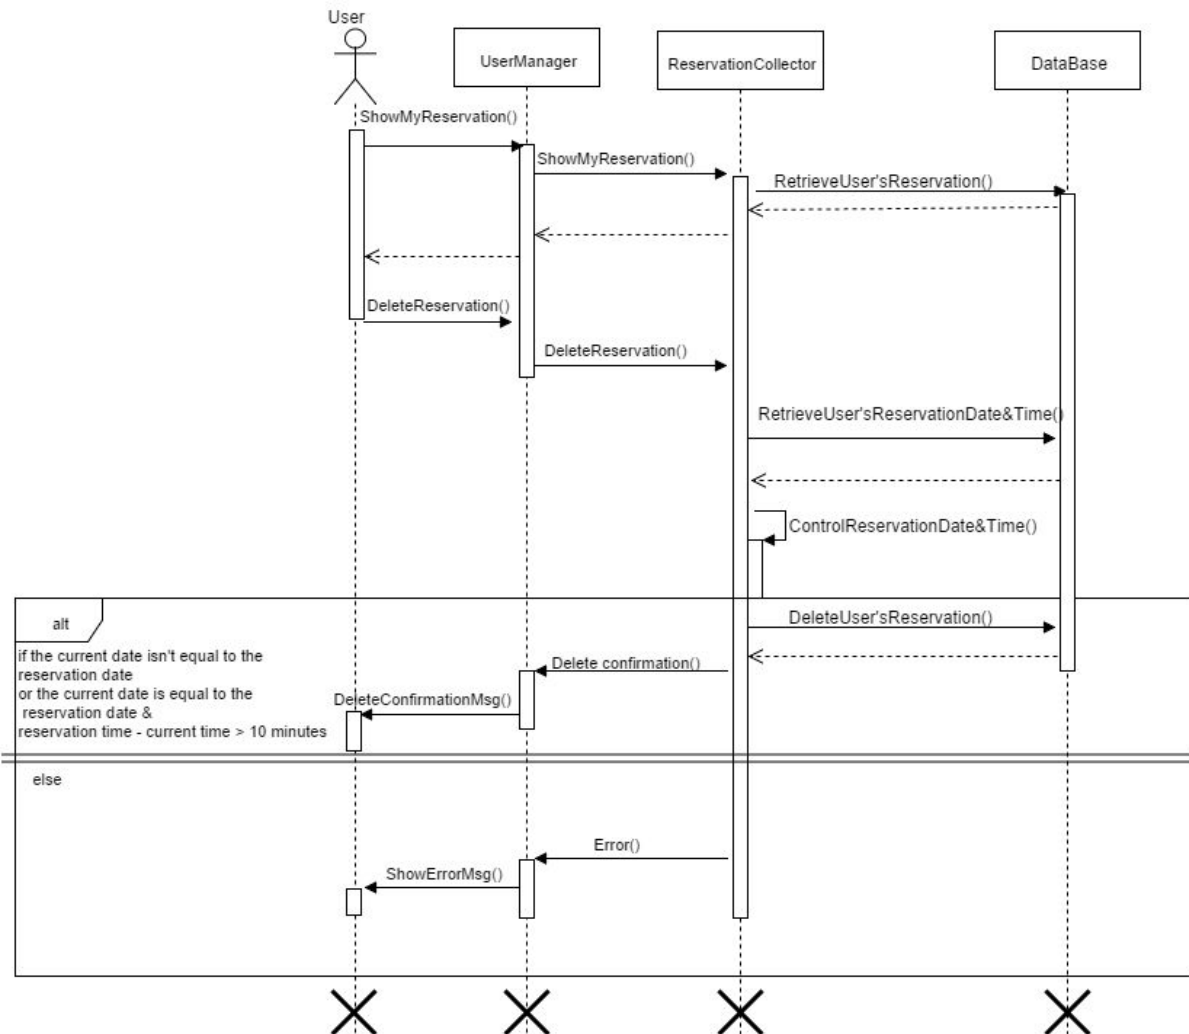 User
UserManager
ReservationCollector
DataBase
ShowMyReservation()
ShowMyReservation()
RetrieveUser'sReservation()
DeleteReservation()
DeleteReservation()
RetrieveUser'sReservationDate&Time()
ControlReservationDate&Time()
alt
DeleteUser'sReservation()
if the current date isn't equal to the
reservation date
or the current date is equal to the
reservation date &
reservation time - current time > 10 minutes
Delete confirmation()
DeleteConfirmationMsg()
else
Error()
ShowErrorMsg()